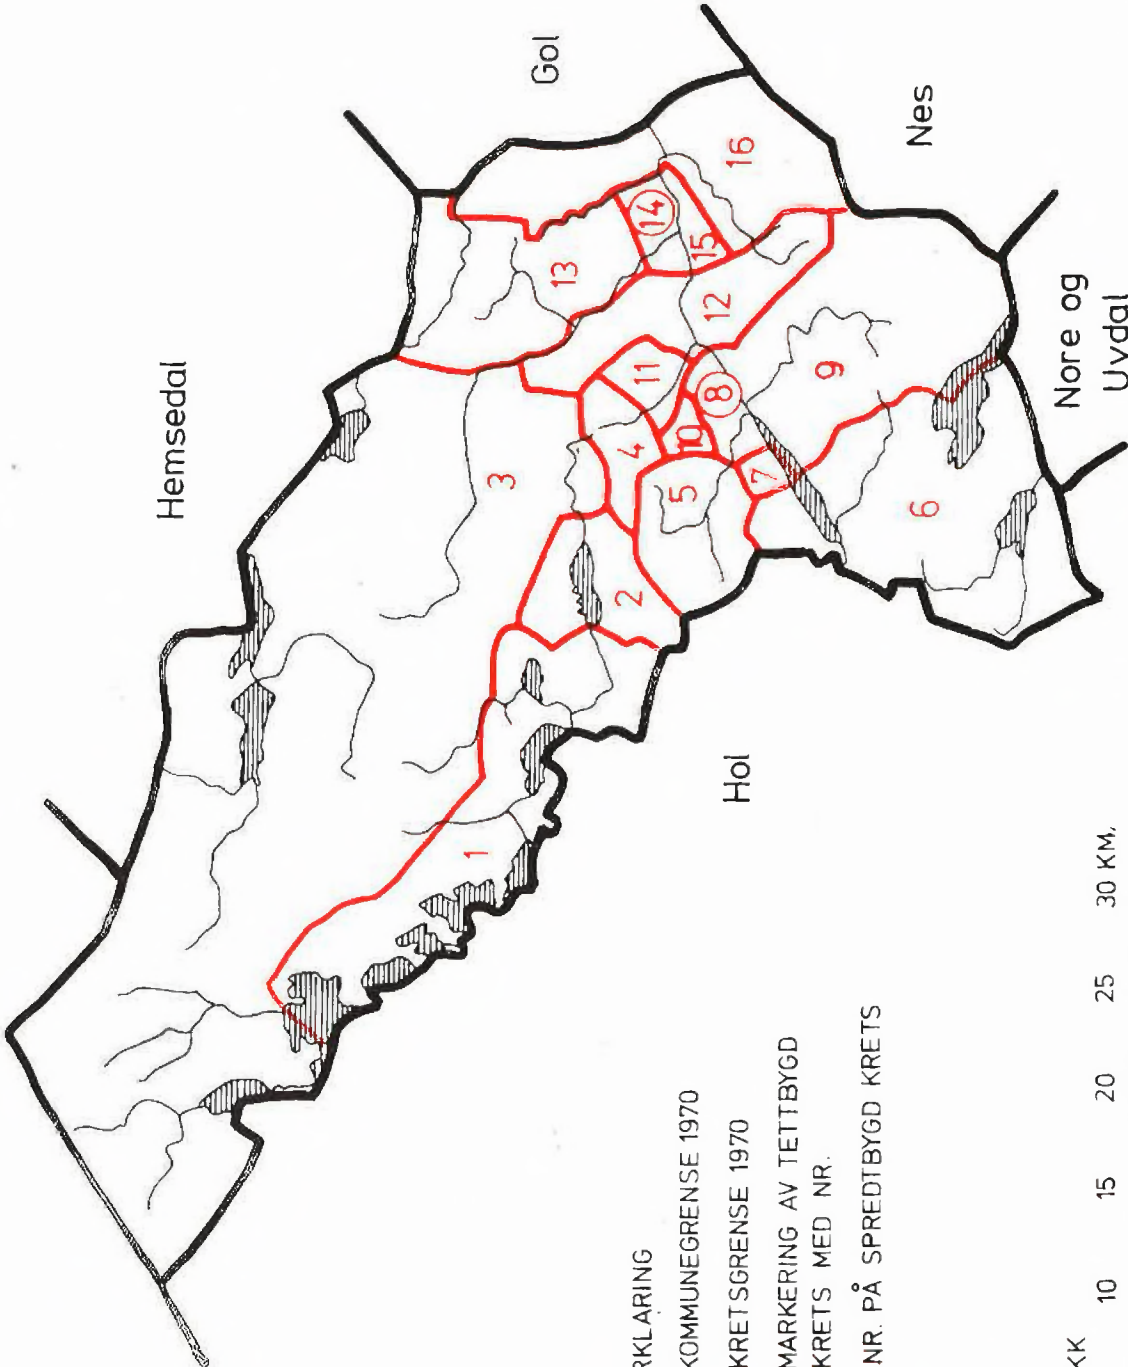 Hemsedal
Gol
Nes
Nore og
Uvdal
Hol
1
2
3
4
5
6
7
8
9
10
11
12
13
14
15
16
RKLARING
KOMMUNEGRENSE 1970
KRETSGRENSE 1970
MARKERING AV TETTBYGD
KRETS MED NR.
NR. PÅ SPREDTBYGD KRETS
KK 10 15 20 25 30 KM.